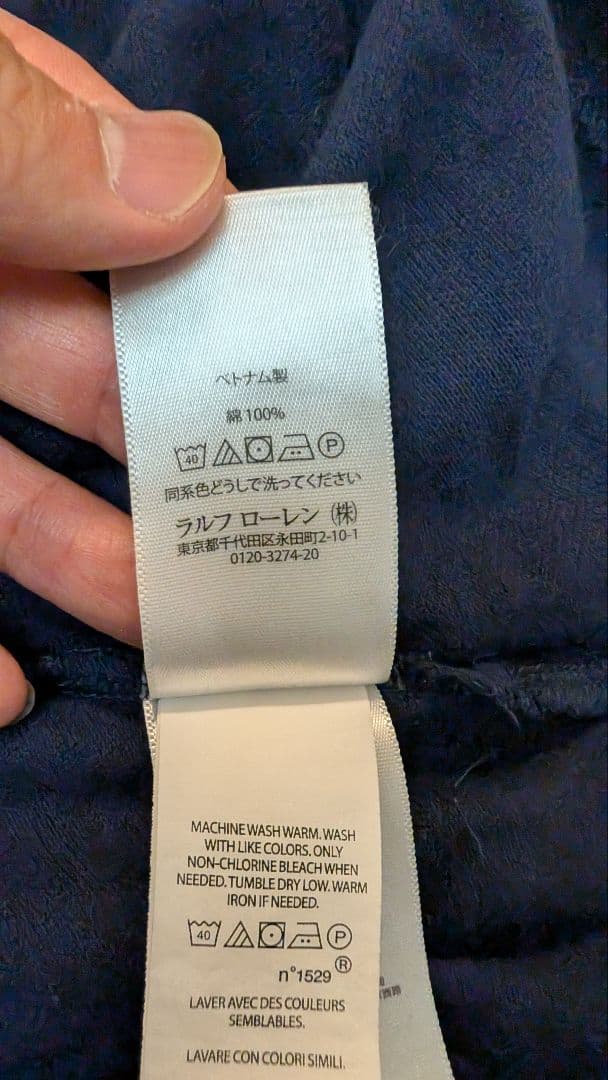 ベトナム製
綿 100%
40 P
同系色どうしで洗ってください
ラルフ ローレン (株)
東京都千代田区永田町2-10-1
0120-3274-20
MACHINE WASH WARM. WASH
WITH LIKE COLORS. ONLY
NON-CHLORINE BLEACH WHEN
NEEDED. TUMBLE DRY LOW. WARM
IRON IF NEEDED.
40 P
n°1529 ®
LAVER AVEC DES COULEURS
SEMBLABLES.
LAVARE CON COLORI SIMILI.